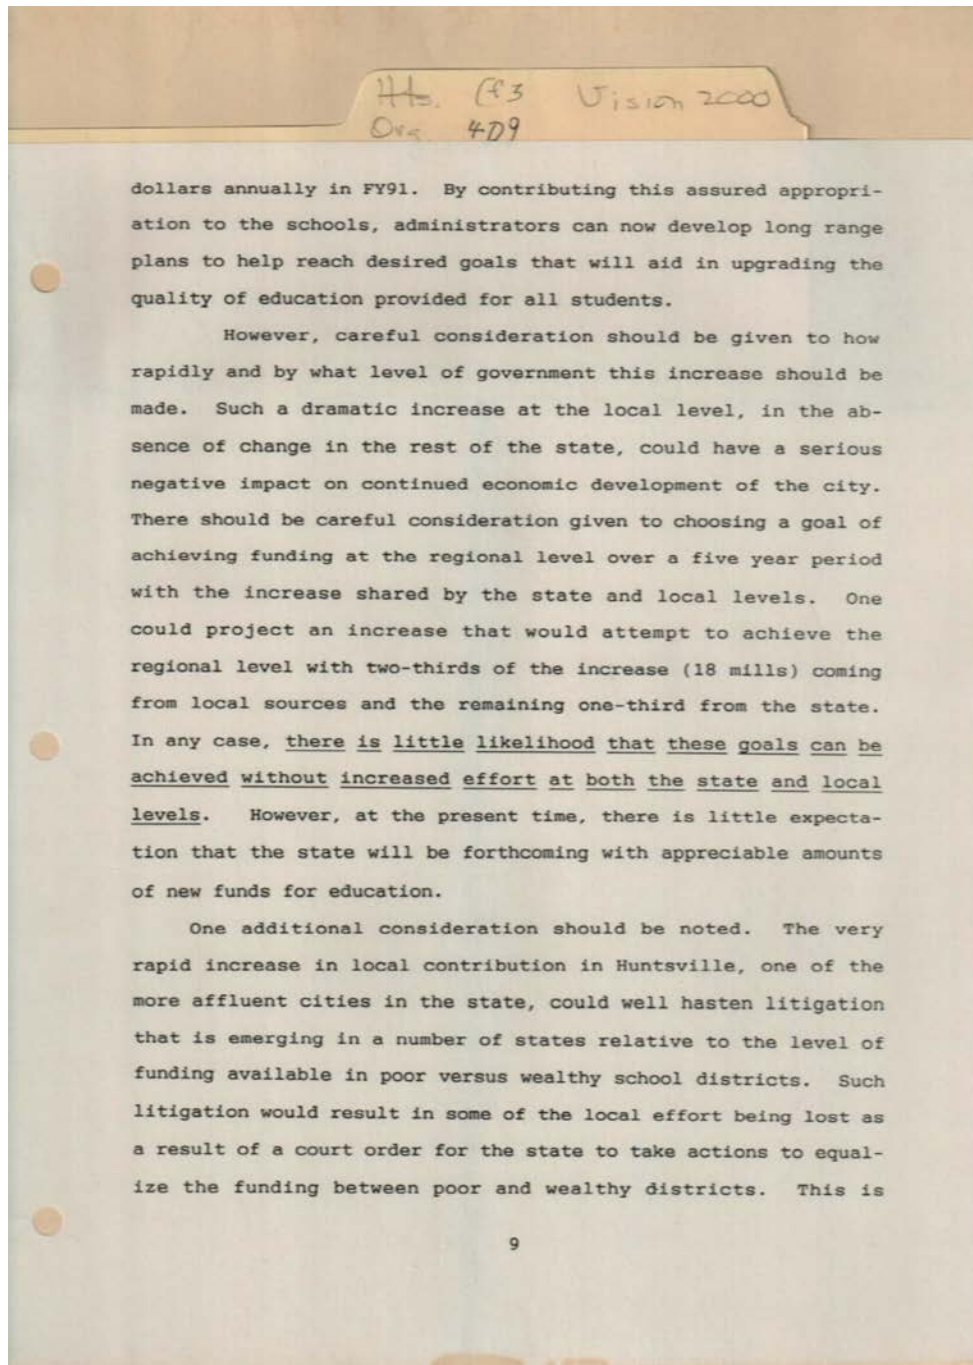 Hts. Cf3 Vision 2000
Org 4D9
dollars annually in FY91. By contributing this assured appropri-
ation to the schools, administrators can now develop long range
plans to help reach desired goals that will aid in upgrading the
quality of education provided for all students.
However, careful consideration should be given to how
rapidly and by what level of government this increase should be
made. Such a dramatic increase at the local level, in the ab-
sence of change in the rest of the state, could have a serious
negative impact on continued economic development of the city.
There should be careful consideration given to choosing a goal of
achieving funding at the regional level over a five year period
with the increase shared by the state and local levels. One
could project an increase that would attempt to achieve the
regional level with two-thirds of the increase (18 mills) coming
from local sources and the remaining one-third from the state.
In any case, there is little likelihood that these goals can be
achieved without increased effort at both the state and local
levels. However, at the present time, there is little expecta-
tion that the state will be forthcoming with appreciable amounts
of new funds for education.
One additional consideration should be noted. The very
rapid increase in local contribution in Huntsville, one of the
more affluent cities in the state, could well hasten litigation
that is emerging in a number of states relative to the level of
funding available in poor versus wealthy school districts. Such
litigation would result in some of the local effort being lost as
a result of a court order for the state to take actions to equal-
ize the funding between poor and wealthy districts. This is
9